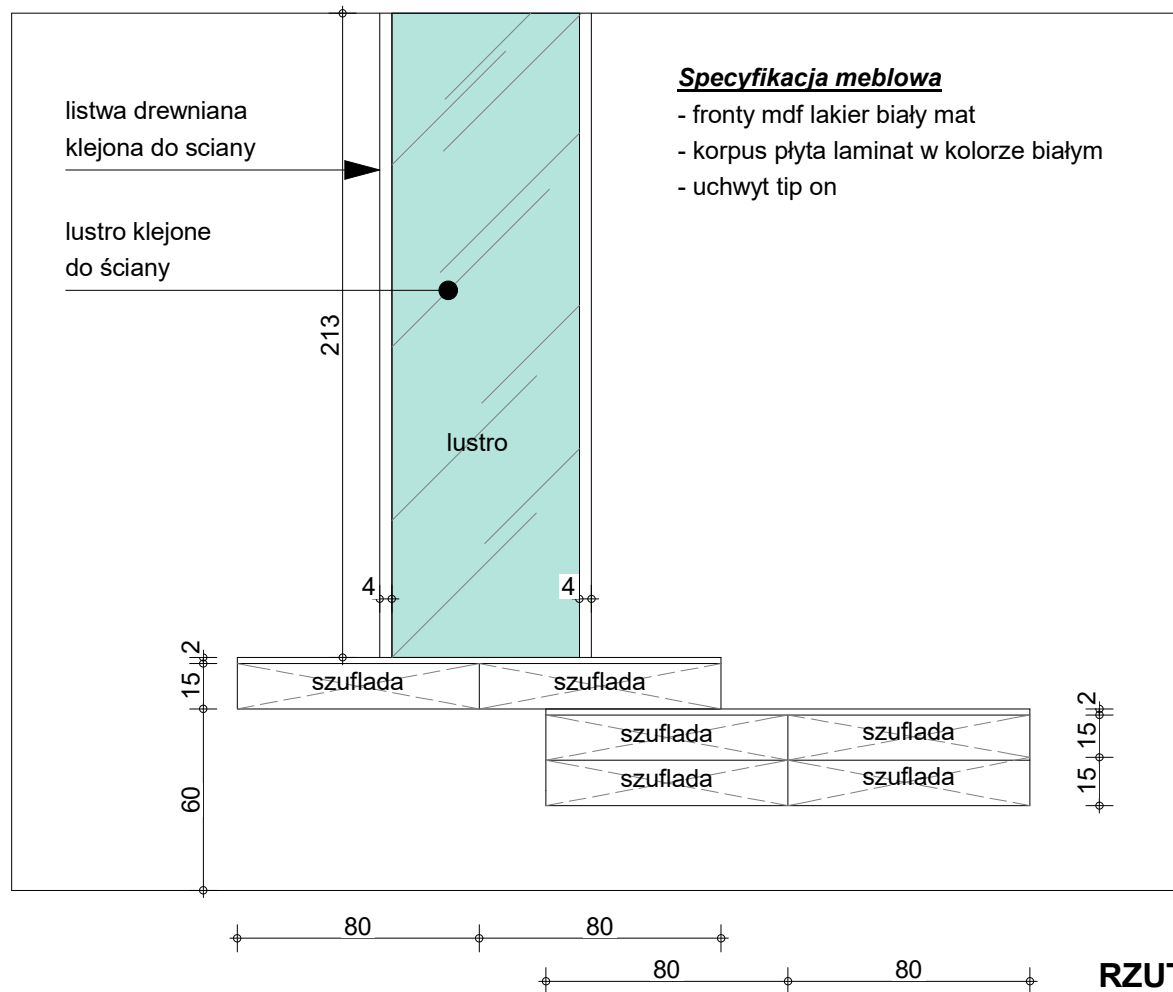 Specyfikacja meblowa
- fronty mdf lakier biały mat
- korpus płyta laminat w kolorze białym
- uchwyt tip on
listwa drewniana
klejona do sciany
lustro klejone
do ściany
213
lustro
4
4
2
15
60
szuflada
szuflada
szuflada
szuflada
szuflada
szuflada
2
15
15
80
80
80
80
RZUT